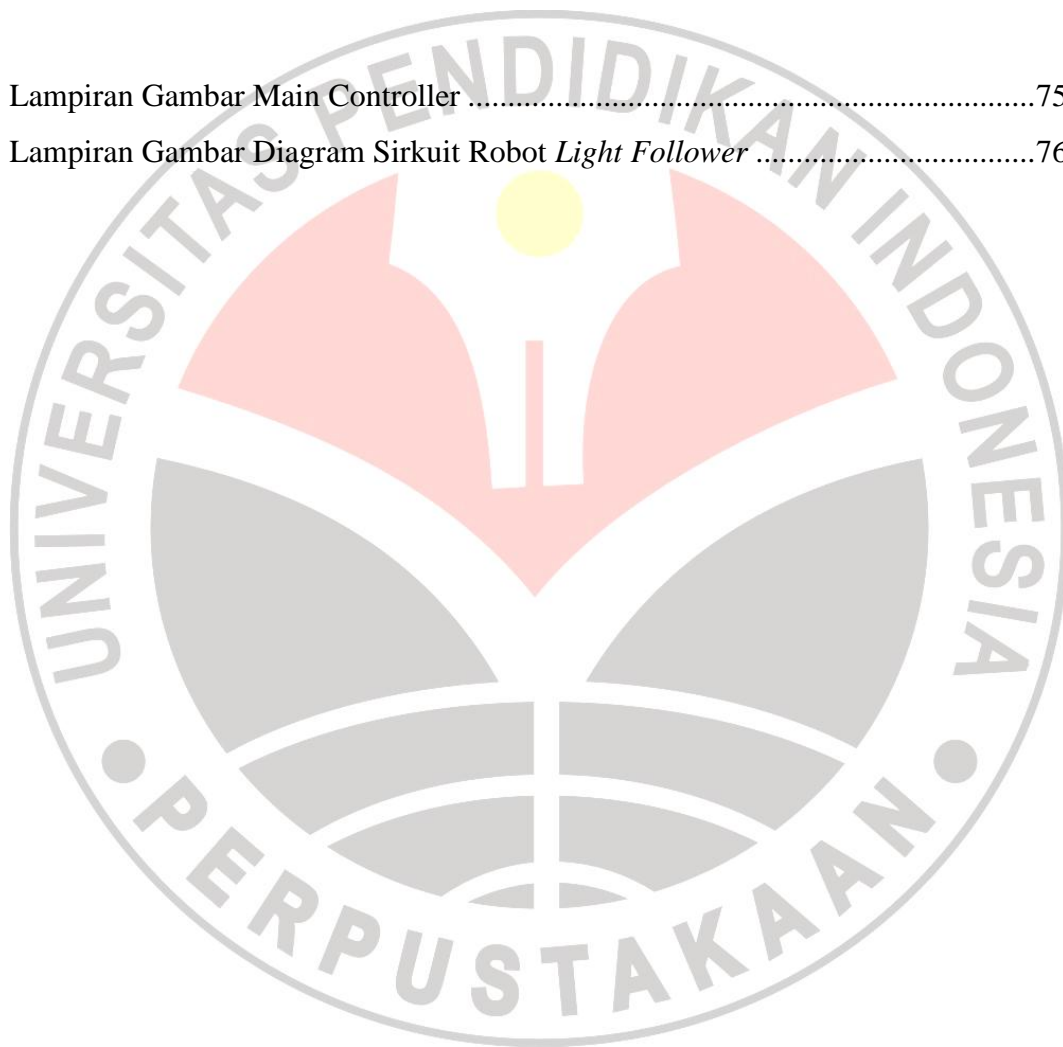 Lampiran Gambar Main Controller ........................................................................75
Lampiran Gambar Diagram Sirkuit Robot Light Follower ...................................76
UNIVERSITAS PENDIDIKAN INDONESIA
PERPUSTAKAAN